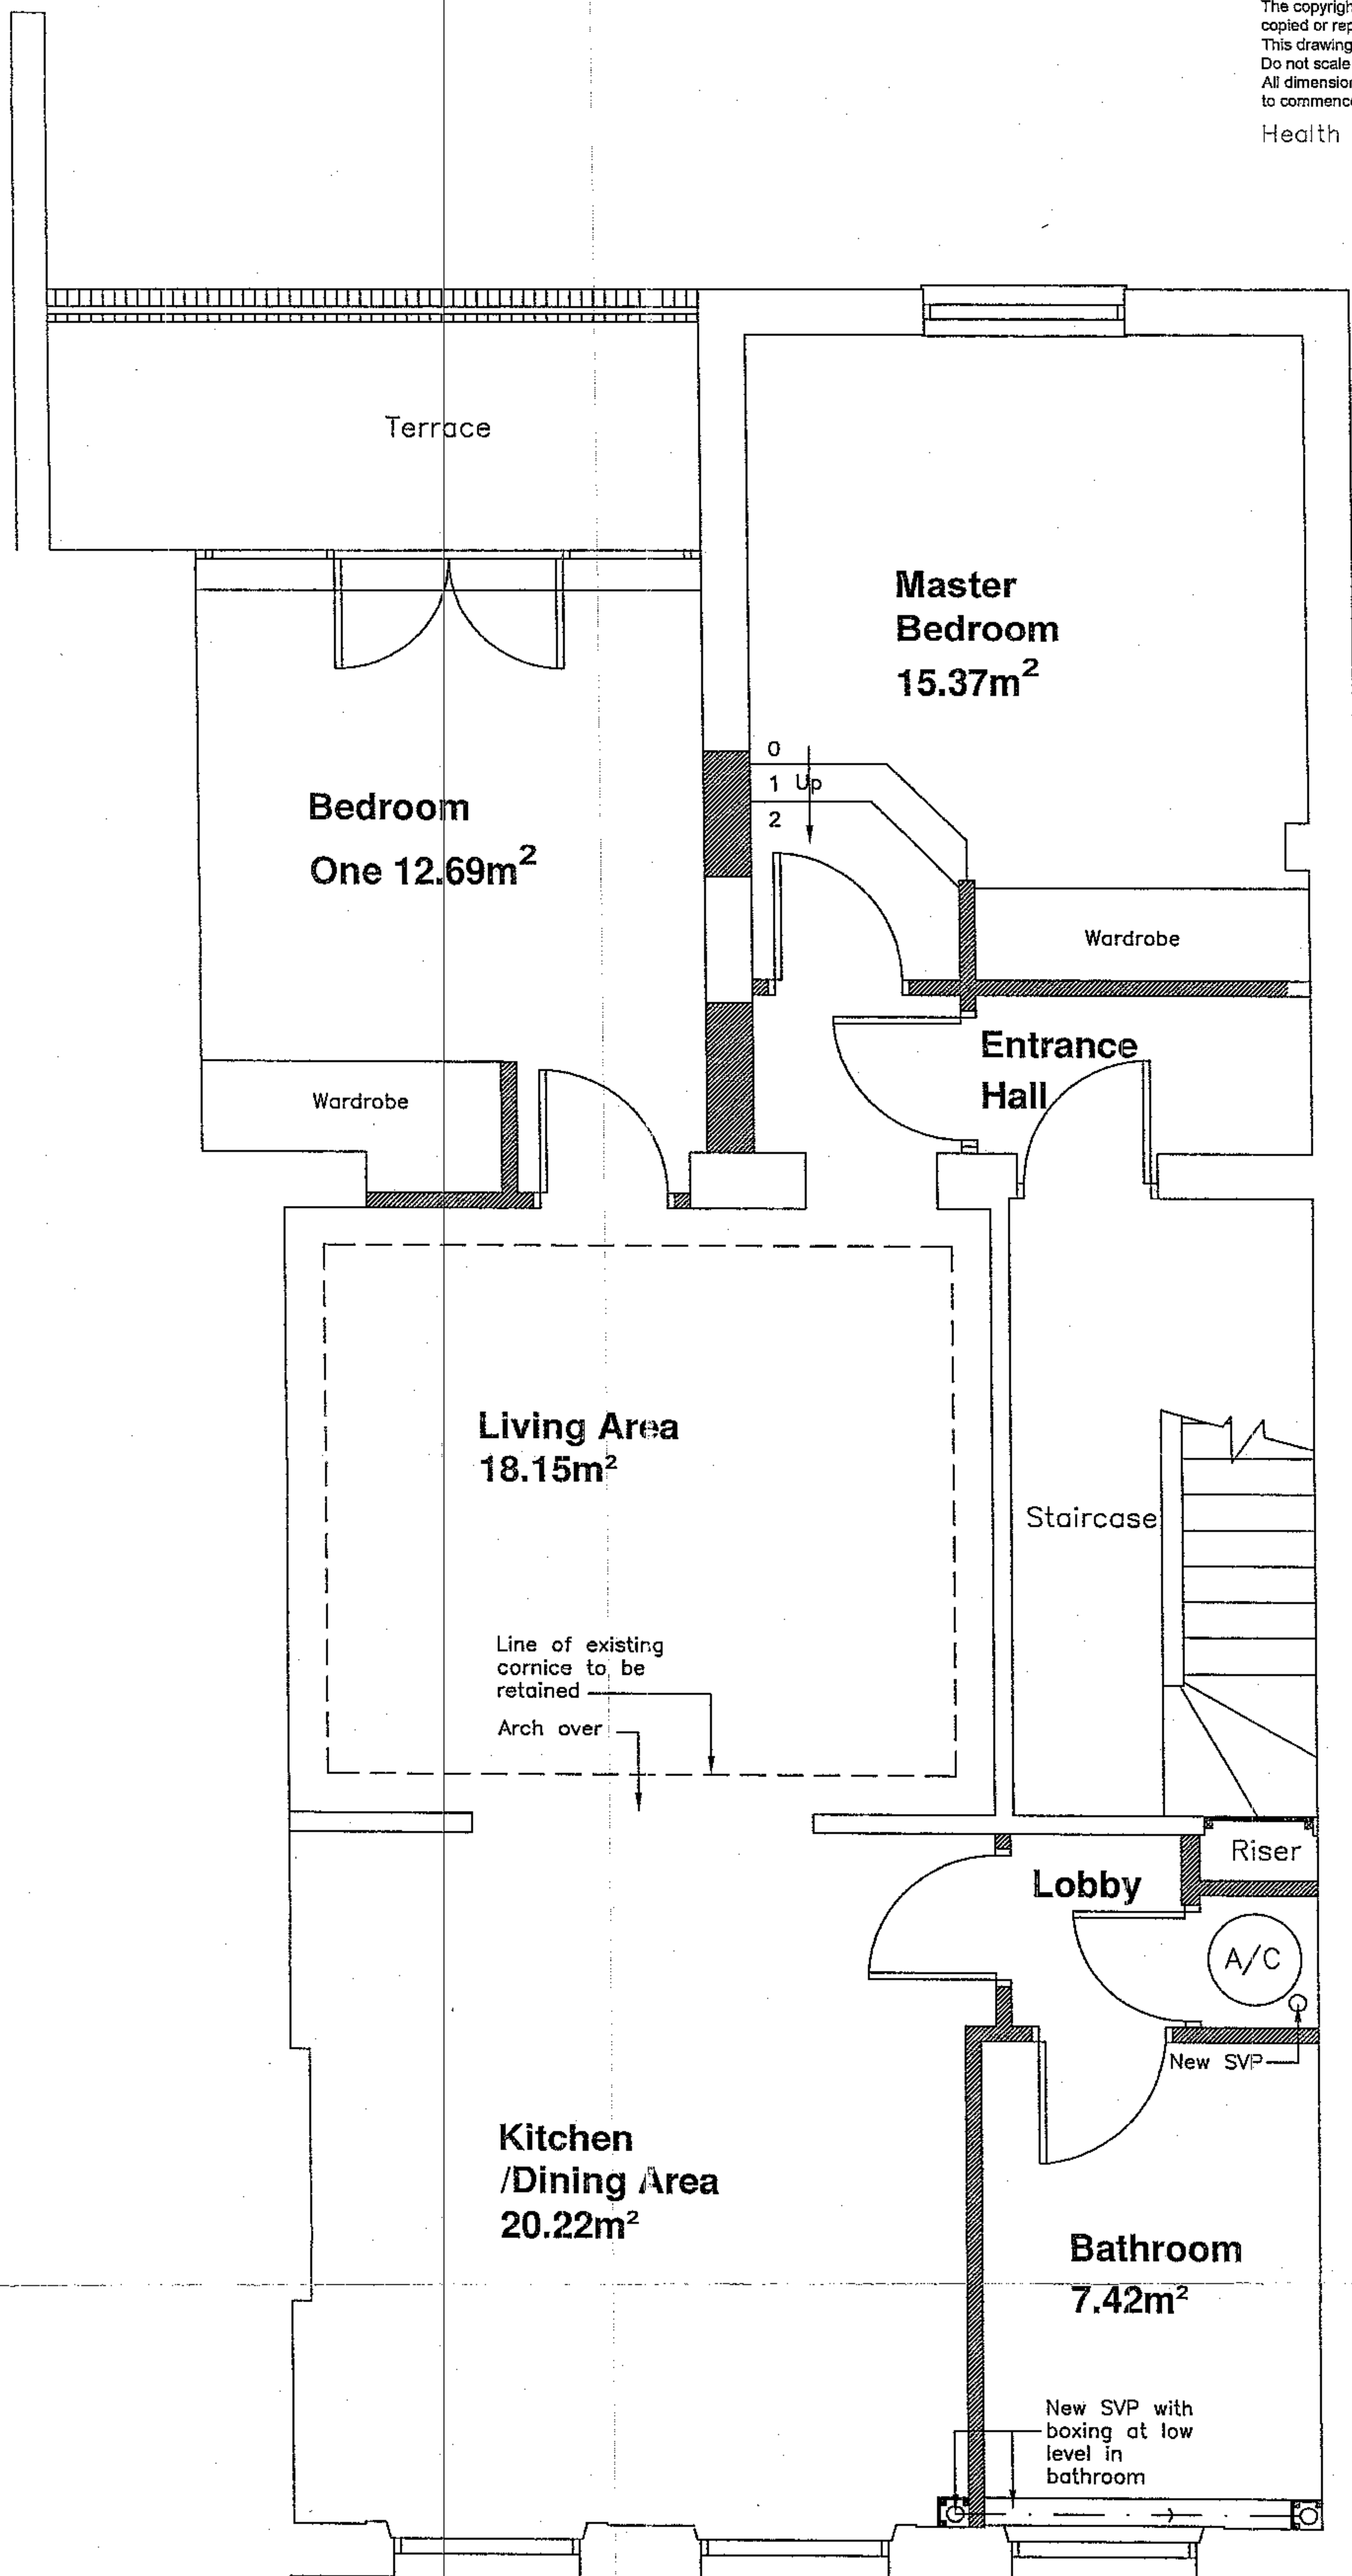 The copyrigh
copied or rep
This drawing
Do not scale
All dimension
to commence
Health
Terrace
Master
Bedroom
15.37m²
0
1 Up
2
Bedroom
One 12.69m²
Wardrobe
Entrance
Hall
Wardrobe
Living Area
18.15m²
Staircase
Line of existing
cornice to be
retained
Arch over
Riser
Lobby
A/C
New SVP
Kitchen
/Dining Area
20.22m²
Bathroom
7.42m²
New SVP with
boxing at low
level in
bathroom